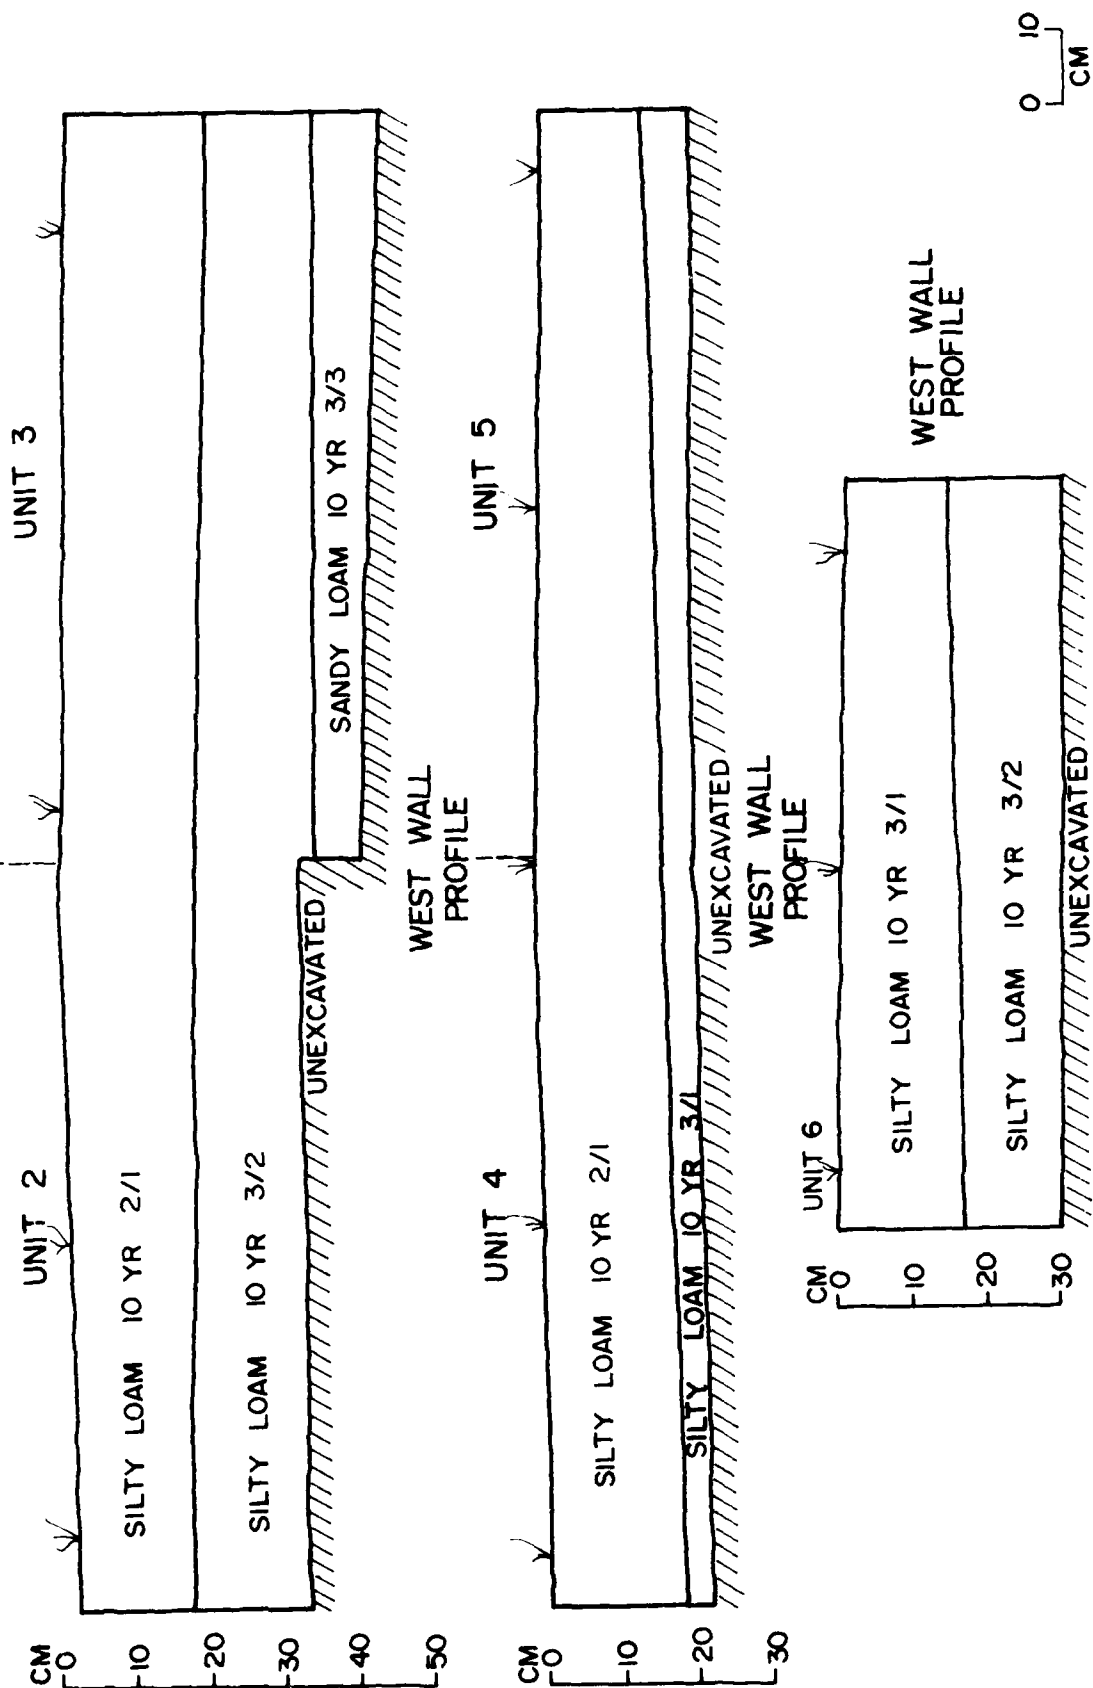 UNIT 2
UNIT 3
CM
0
10
20
30
40
50
SILTY LOAM 10 YR 2/1
SILTY LOAM 10 YR 3/2
SANDY LOAM 10 YR 3/3
UNEXCAVATED
WEST WALL
PROFILE
UNIT 4
UNIT 5
CM
0
10
20
30
SILTY LOAM 10 YR 2/1
SILTY LOAM 10 YR 3/1
UNEXCAVATED
WEST WALL
PROFILE
UNIT 6
CM
0
10
20
30
SILTY LOAM 10 YR 3/1
SILTY LOAM 10 YR 3/2
UNEXCAVATED
WEST WALL
PROFILE
0 10
CM